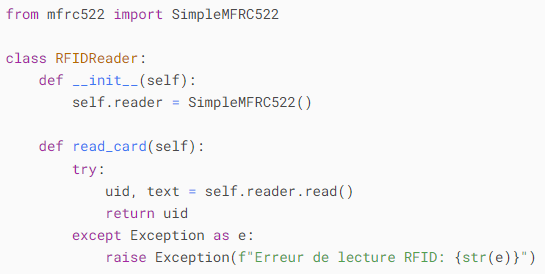 from mfrc522 import SimpleMFRC522

class RFIDReader:
    def __init__(self):
        self.reader = SimpleMFRC522()

    def read_card(self):
        try:
            uid, text = self.reader.read()
            return uid
        except Exception as e:
            raise Exception(f"Erreur de lecture RFID: {str(e)}")